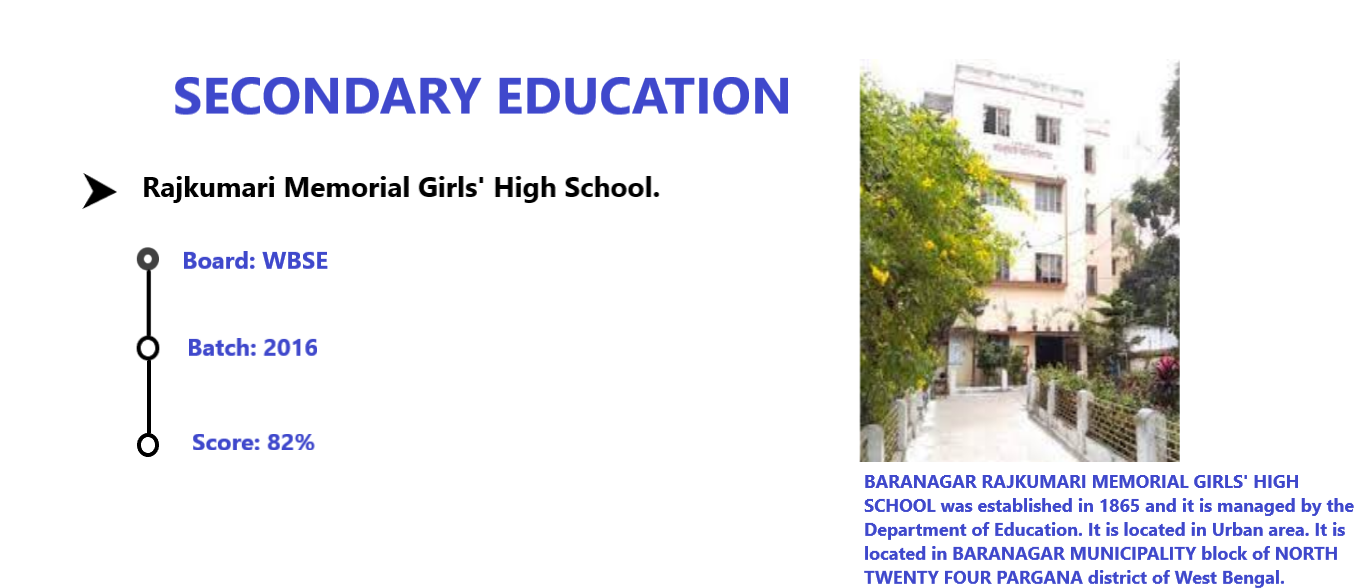 SECONDARY EDUCATION
Rajkumari Memorial Girls' High School.
Board: WBSE
Batch: 2016
Score: 82%
BARANAGAR RAJKUMARI MEMORIAL GIRLS' HIGH
SCHOOL was established in 1865 and it is managed by the
Department of Education. It is located in Urban area. It is
located in BARANAGAR MUNICIPALITY block of NORTH
TWENTY FOUR PARGANA district of West Bengal.